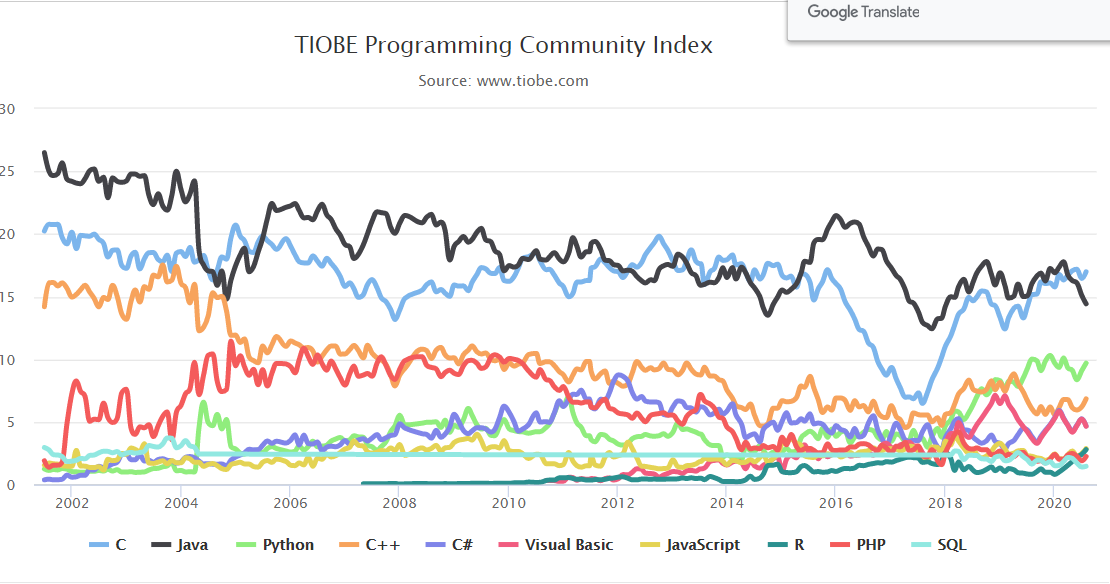 Google Translate
TIOBE Programming Community Index
Source: www.tiobe.com
30
25
20
15
10
5
0
2002 2004 2006 2008 2010 2012 2014 2016 2018 2020
C Java Python C++ C# Visual Basic JavaScript R PHP SQL